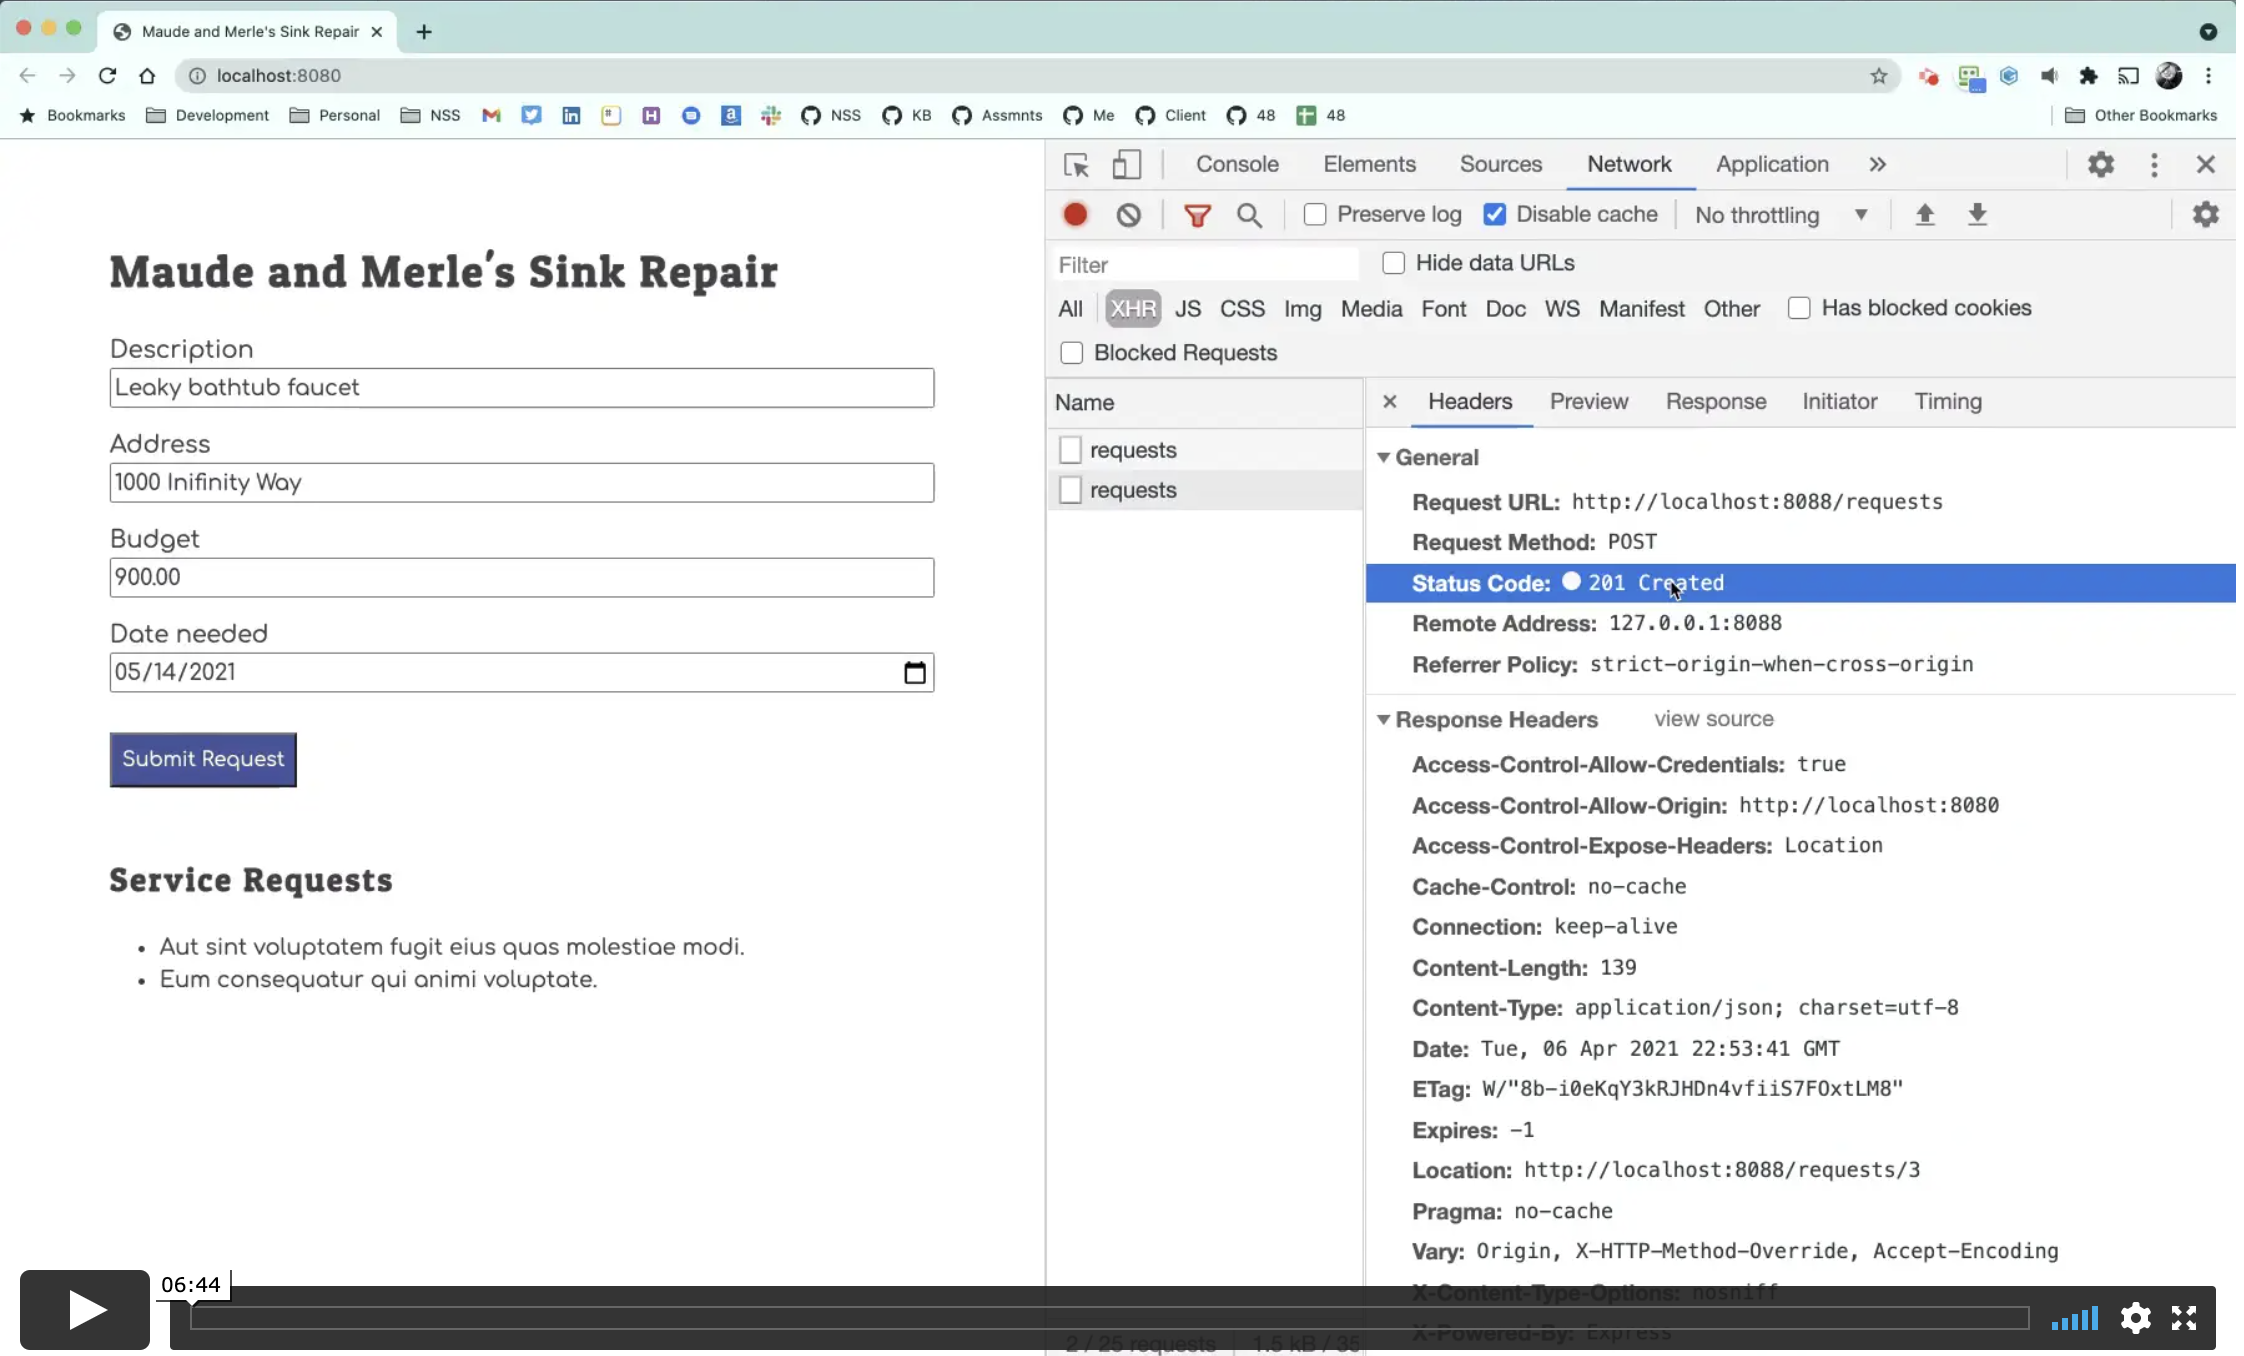 Maude and Merle's Sink Repair
localhost:8080
Bookmarks Development Personal NSS NSS KB Assmnts Me Client 48 48 Other Bookmarks
Console Elements Sources Network Application
Preserve log Disable cache No throttling
Filter Hide data URLs
All XHR JS CSS Img Media Font Doc WS Manifest Other Has blocked cookies
Blocked Requests
Maude and Merle's Sink Repair
Description
Leaky bathtub faucet
Address
1000 Inifinity Way
Budget
900.00
Date needed
05/14/2021
Submit Request
Service Requests
• Aut sint voluptatem fugit eius quas molestiae modi.
• Eum consequatur qui animi voluptate.
Name
requests
requests
Headers Preview Response Initiator Timing
General
Request URL: http://localhost:8088/requests
Request Method: POST
Status Code: 201 Created
Remote Address: 127.0.0.1:8088
Referrer Policy: strict-origin-when-cross-origin
Response Headers view source
Access-Control-Allow-Credentials: true
Access-Control-Allow-Origin: http://localhost:8080
Access-Control-Expose-Headers: Location
Cache-Control: no-cache
Connection: keep-alive
Content-Length: 139
Content-Type: application/json; charset=utf-8
Date: Tue, 06 Apr 2021 22:53:41 GMT
ETag: W/"8b-i0eKqY3kRJHDn4vfiiS7FOxtLM8"
Expires: -1
Location: http://localhost:8088/requests/3
Pragma: no-cache
Vary: Origin, X-HTTP-Method-Override, Accept-Encoding
X-Content-Type-Options: nosniff
X-Powered-By: Express
2 / 25 requests 1.5 kB / 35
06:44